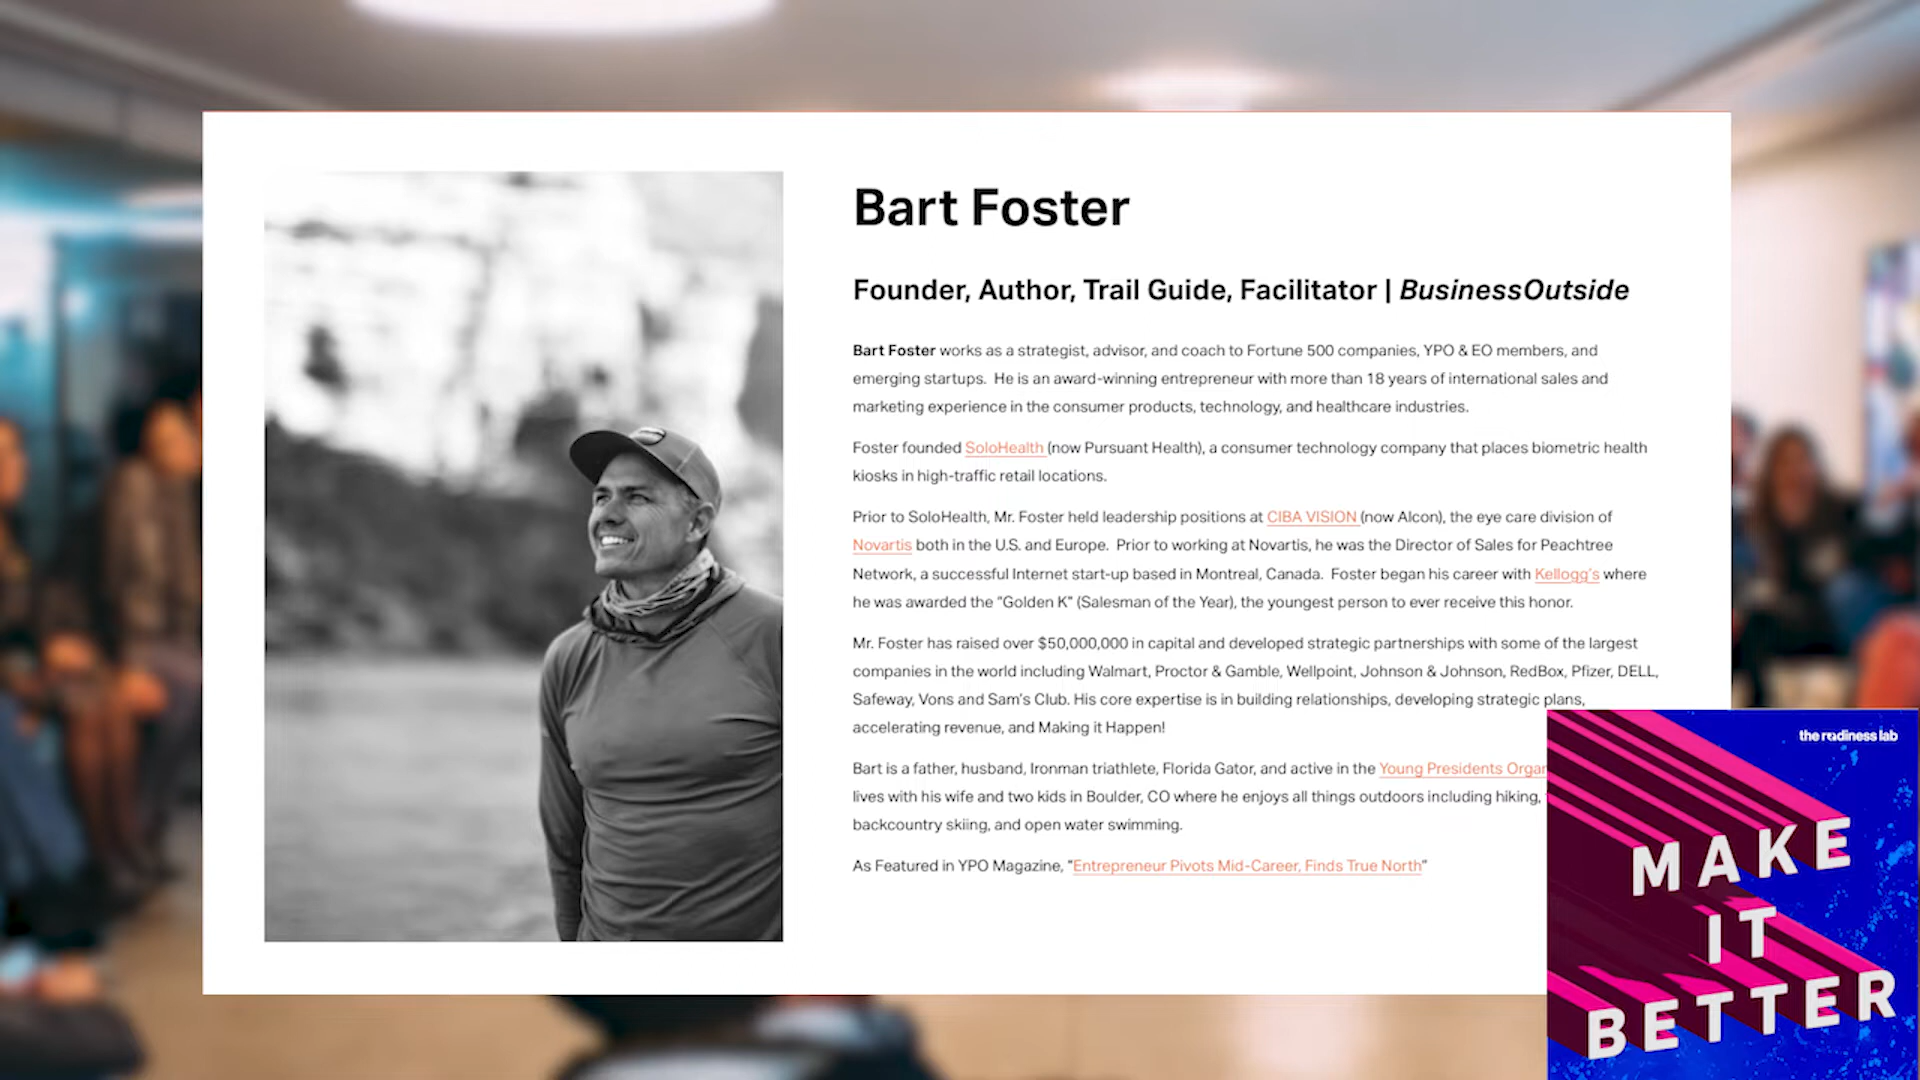 Bart Foster
Founder, Author, Trail Guide, Facilitator | BusinessOutside
Bart Foster works as a strategist, advisor, and coach to Fortune 500 companies, YPO & EO members, and
emerging startups. He is an award-winning entrepreneur with more than 18 years of international sales and
marketing experience in the consumer products, technology, and healthcare industries.
Foster founded SoloHealth (now Pursuant Health), a consumer technology company that places biometric health
kiosks in high-traffic retail locations.
Prior to SoloHealth, Mr. Foster held leadership positions at CIBA VISION (now Alcon), the eye care division of
Novartis both in the U.S. and Europe. Prior to working at Novartis, he was the Director of Sales for Peachtree
Network, a successful Internet start-up based in Montreal, Canada. Foster began his career with Kellogg's where
he was awarded the "Golden K" (Salesman of the Year), the youngest person to ever receive this honor.
Mr. Foster has raised over $50,000,000 in capital and developed strategic partnerships with some of the largest
companies in the world including Walmart, Proctor & Gamble, Wellpoint, Johnson & Johnson, RedBox, Pfizer, DELL,
Safeway, Vons and Sam's Club. His core expertise is in building relationships, developing strategic plans,
accelerating revenue, and Making it Happen!
Bart is a father, husband, Ironman triathlete, Florida Gator, and active in the Young Presidents
lives with his wife and two kids in Boulder, CO where he enjoys all things outdoors including hiking,
backcountry skiing, and open water swimming.
As Featured in YPO Magazine, "Entrepreneur Pivots Mid-Career, Finds True North"
the readiness lab
MAKE
IT
BETTER